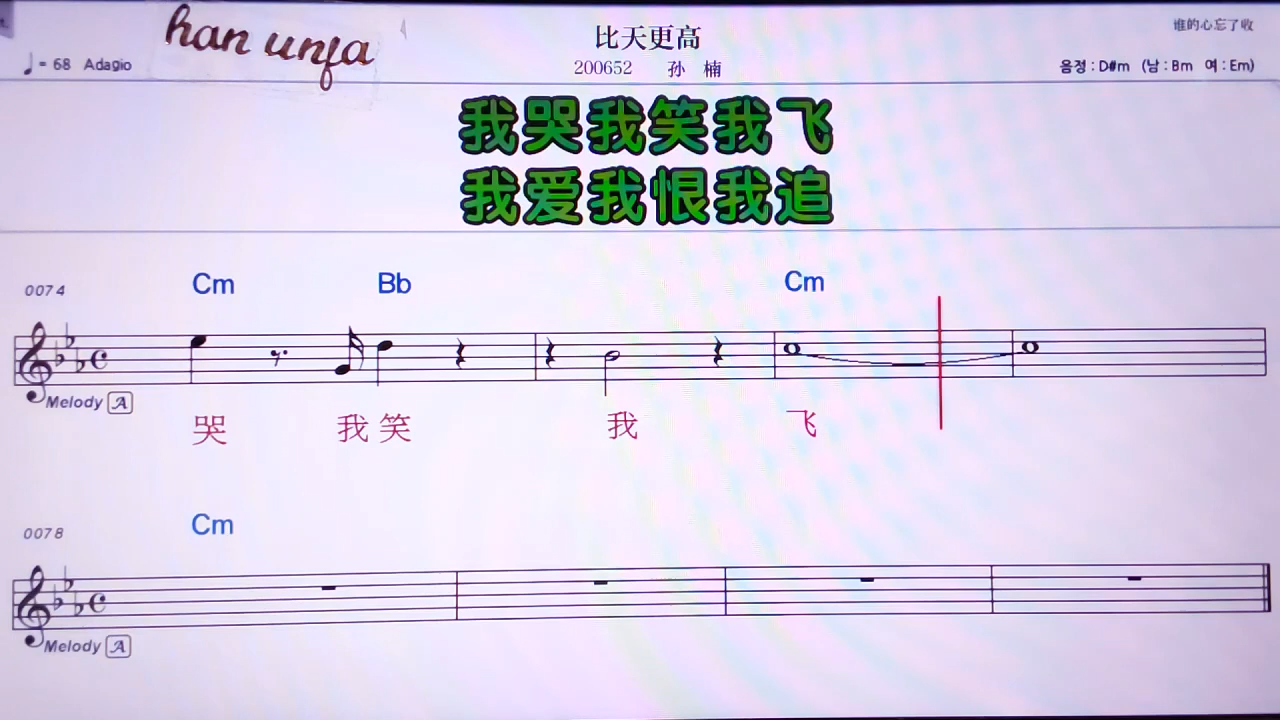 han unfa
比天更高
谁的心忘了收
♩= 68 Adagio
200652 孙 楠
음정 : D#m (남 : Bm 여 : Em)
我哭我笑我飞
我爱我恨我追
0074 Cm Bb Cm
Melody A
哭 我 笑 我 飞
0078 Cm
Melody A